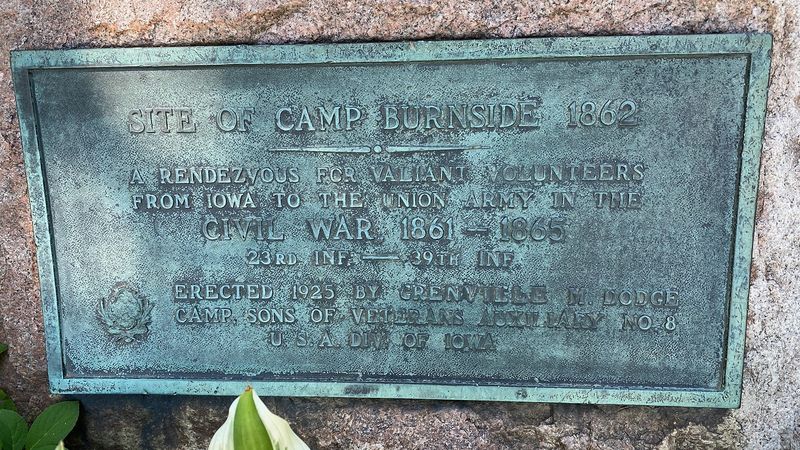 SITE OF CAMP BURNSIDE 1862
A RENDEZVOUS FOR VALIANT VOLUNTEERS
FROM IOWA TO THE UNION ARMY IN THE
CIVIL WAR 1861 — 1865
23RD. INF. — 39TH INF.
ERECTED 1925 BY GRENVILLE M. DODGE
CAMP, SONS OF VETERANS AUXILIARY NO. 8
U. S. A. DIV. OF IOWA